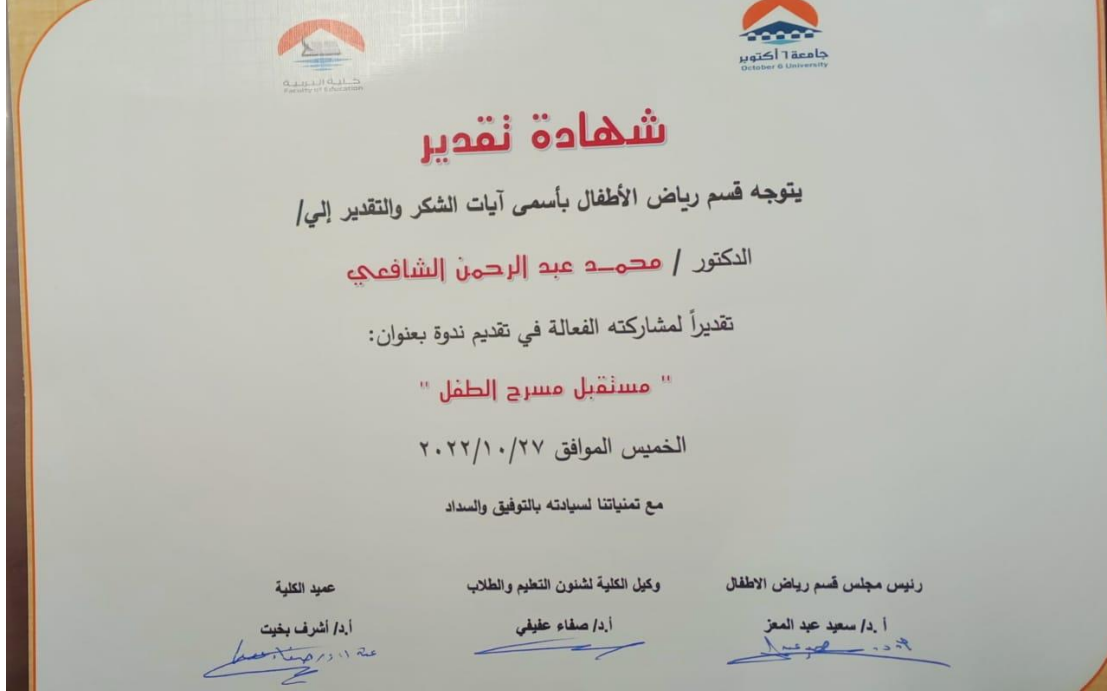 جامعة ٦ أكتوبر
October 6 University
كلية التربية
Faculty of Education
شهادة تقدير
يتوجه قسم رياض الأطفال بأسمى آيات الشكر والتقدير إلي/
الدكتور / محمــد عبد الرحمن الشافعي
تقديراً لمشاركته الفعالة في تقديم ندوة بعنوان:
" مستقبل مسرح الطفل "
الخميس الموافق ٢٠٢٢/١٠/٢٧
مع تمنياتنا لسيادته بالتوفيق والسداد
رئيس مجلس قسم رياض الاطفال
وكيل الكلية لشئون التعليم والطلاب
عميد الكلية
أ.د/ سعيد عبد المعز
أ.د/ صفاء عفيفي
أ.د/ أشرف بخيت